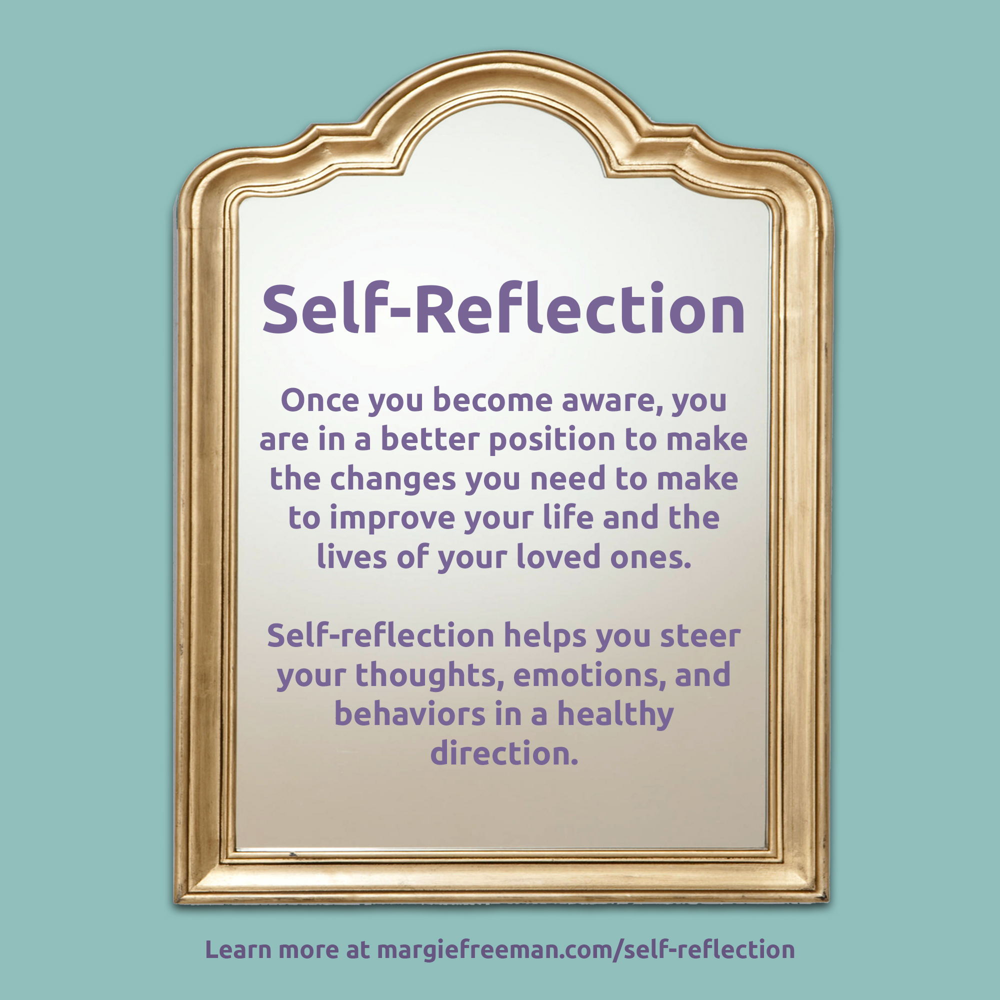 Self-Reflection
Once you become aware, you
are in a better position to make
the changes you need to make
to improve your life and the
lives of your loved ones.
Self-reflection helps you steer
your thoughts, emotions, and
behaviors in a healthy
direction.
Learn more at margiefreeman.com/self-reflection